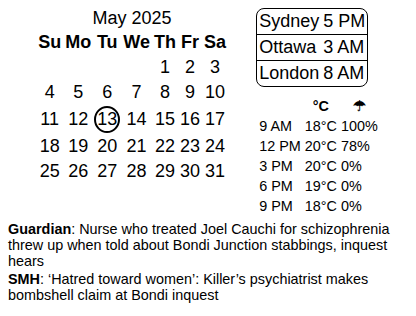 May 2025
Su Mo Tu We Th Fr Sa
1 2 3
4 5 6 7 8 9 10
11 12 13 14 15 16 17
18 19 20 21 22 23 24
25 26 27 28 29 30 31
Sydney 5 PM
Ottawa 3 AM
London 8 AM
°C ☂
9 AM 18°C 100%
12 PM 20°C 78%
3 PM 20°C 0%
6 PM 19°C 0%
9 PM 18°C 0%
Guardian: Nurse who treated Joel Cauchi for schizophrenia
threw up when told about Bondi Junction stabbings, inquest
hears
SMH: ‘Hatred toward women’: Killer’s psychiatrist makes
bombshell claim at Bondi inquest